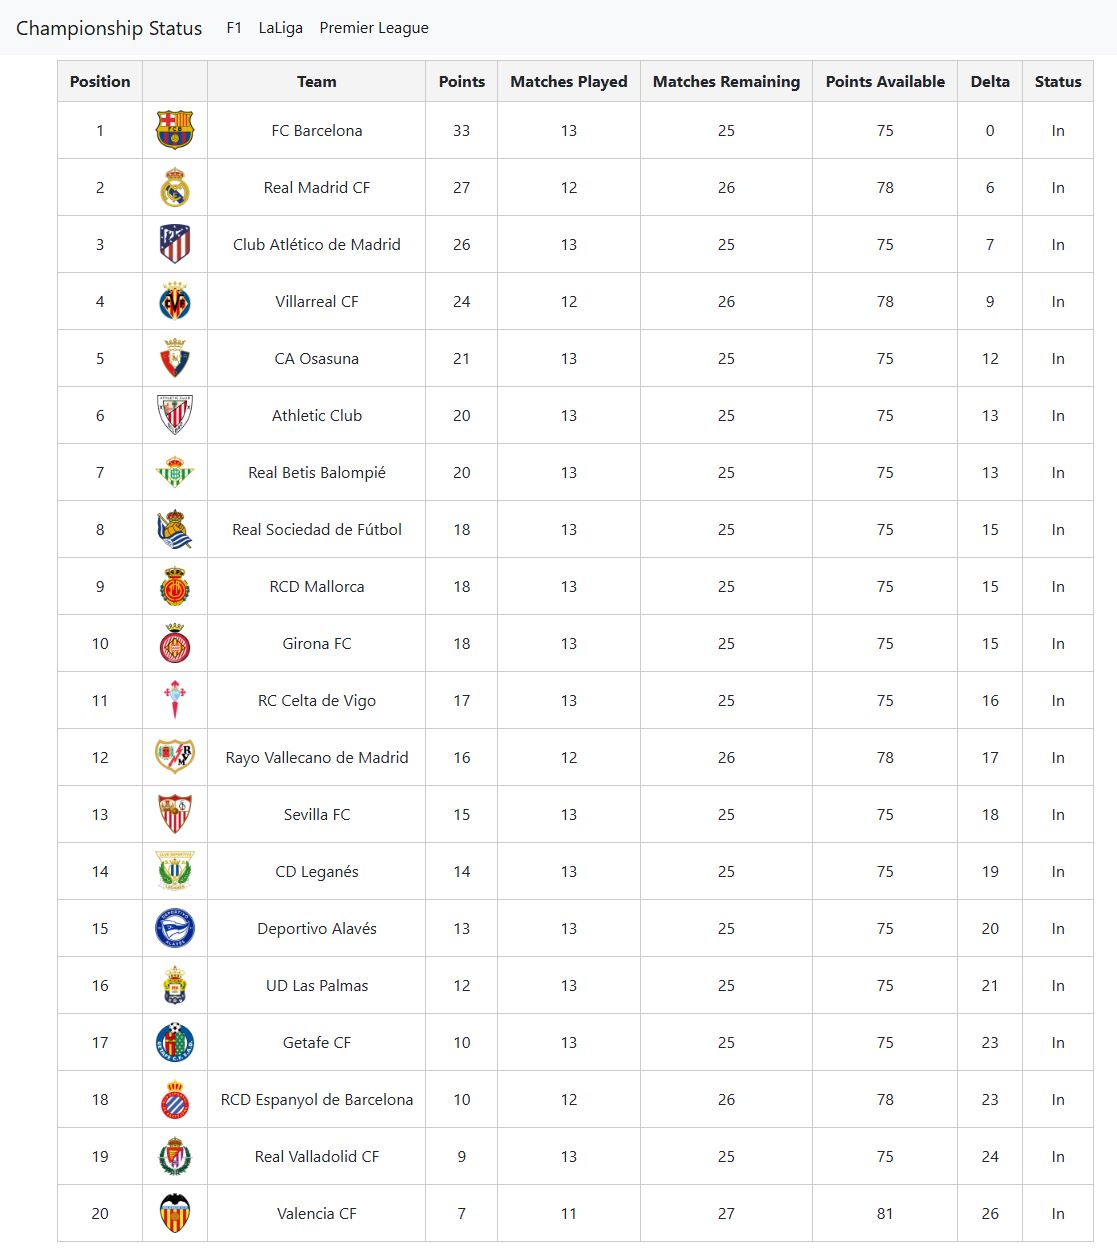 Championship Status F1 LaLiga Premier League
Position Team Points Matches Played Matches Remaining Points Available Delta Status
1 FC Barcelona 33 13 25 75 0 In
2 Real Madrid CF 27 12 26 78 6 In
3 Club Atlético de Madrid 26 13 25 75 7 In
4 Villarreal CF 24 12 26 78 9 In
5 CA Osasuna 21 13 25 75 12 In
6 Athletic Club 20 13 25 75 13 In
7 Real Betis Balompié 20 13 25 75 13 In
8 Real Sociedad de Fútbol 18 13 25 75 15 In
9 RCD Mallorca 18 13 25 75 15 In
10 Girona FC 18 13 25 75 15 In
11 RC Celta de Vigo 17 13 25 75 16 In
12 Rayo Vallecano de Madrid 16 12 26 78 17 In
13 Sevilla FC 15 13 25 75 18 In
14 CD Leganés 14 13 25 75 19 In
15 Deportivo Alavés 13 13 25 75 20 In
16 UD Las Palmas 12 13 25 75 21 In
17 Getafe CF 10 13 25 75 23 In
18 RCD Espanyol de Barcelona 10 12 26 78 23 In
19 Real Valladolid CF 9 13 25 75 24 In
20 Valencia CF 7 11 27 81 26 In